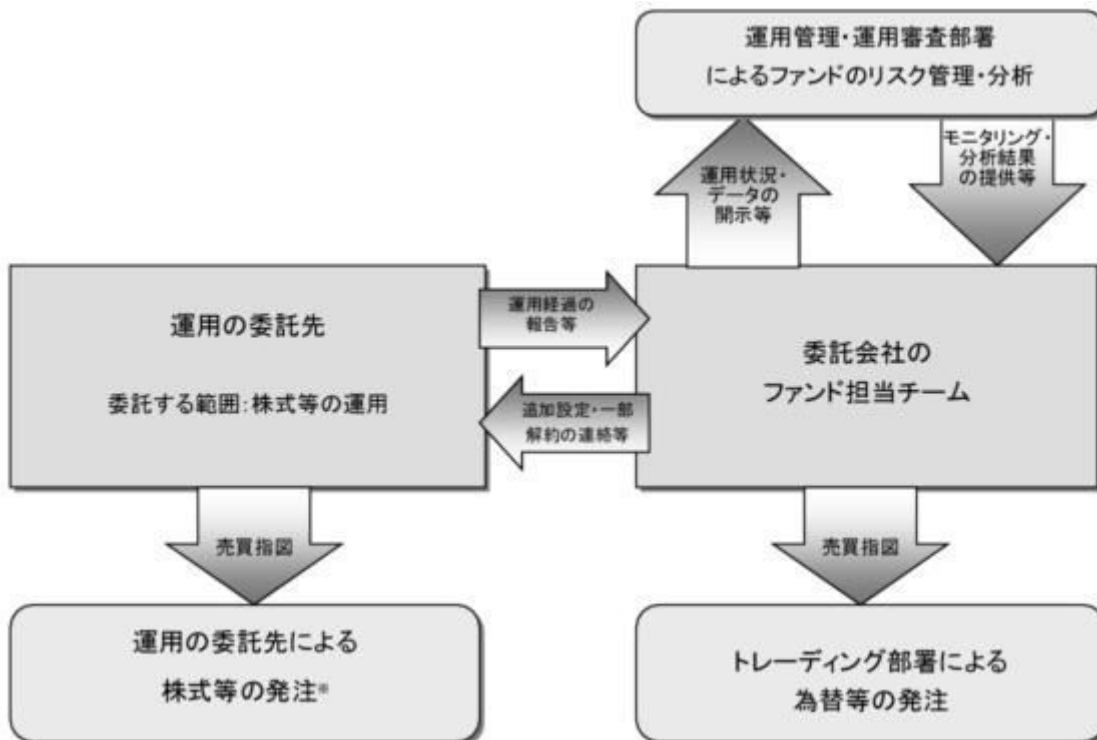 運用管理・運用審査部署
によるファンドのリスク管理・分析
運用状況・
データの
開示等
モニタリング・
分析結果
の提供等
運用の委託先
委託する範囲:株式等の運用
運用経過の
報告等
追加設定・一部
解約の連絡等
委託会社の
ファンド担当チーム
売買指図
売買指図
運用の委託先による
株式等の発注※
トレーディング部署による
為替等の発注